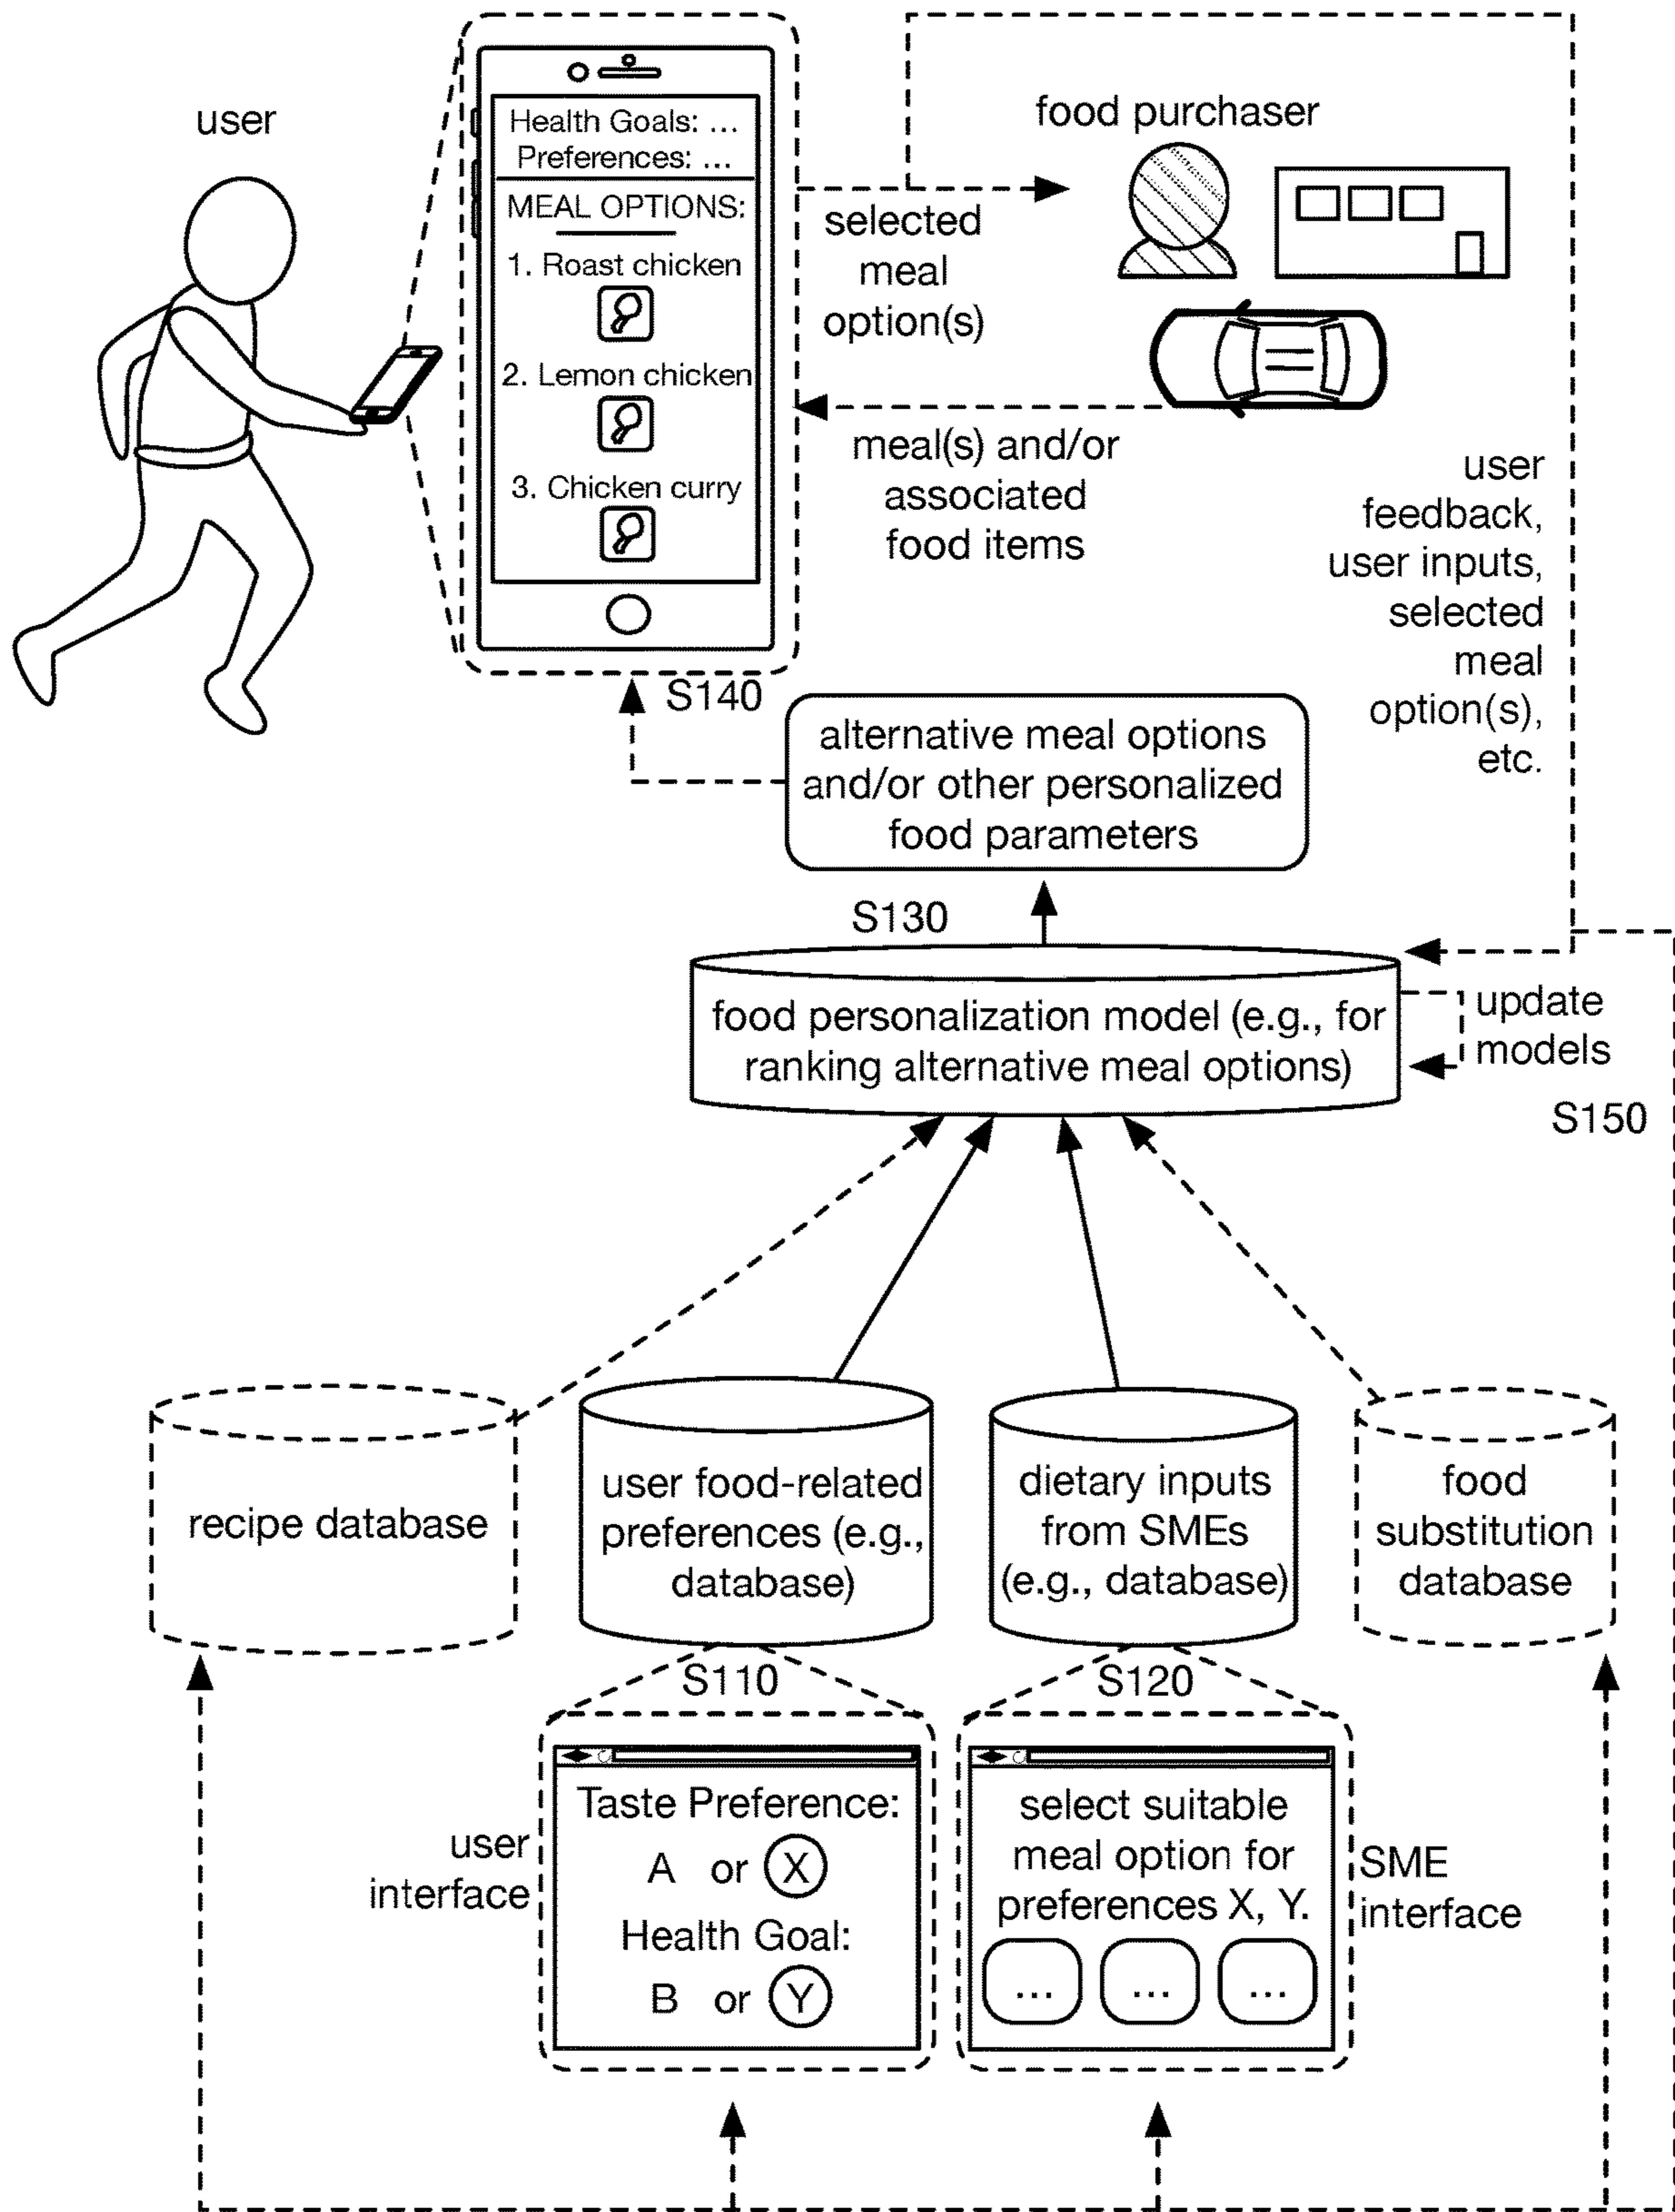 user
Health Goals: ...
Preferences: ...
MEAL OPTIONS:
1. Roast chicken
2. Lemon chicken
3. Chicken curry
food purchaser
selected
meal
option(s)
meal(s) and/or
associated
food items
user
feedback,
user inputs,
selected
meal
option(s),
etc.
S140
alternative meal options
and/or other personalized
food parameters
S130
food personalization model (e.g., for
ranking alternative meal options)
update
models
S150
recipe database
user food-related
preferences (e.g.,
database)
dietary inputs
from SMEs
(e.g., database)
food
substitution
database
S110
S120
user
interface
Taste Preference:
A or X
Health Goal:
B or Y
select suitable
meal option for
preferences X, Y.
... ... ...
SME
interface